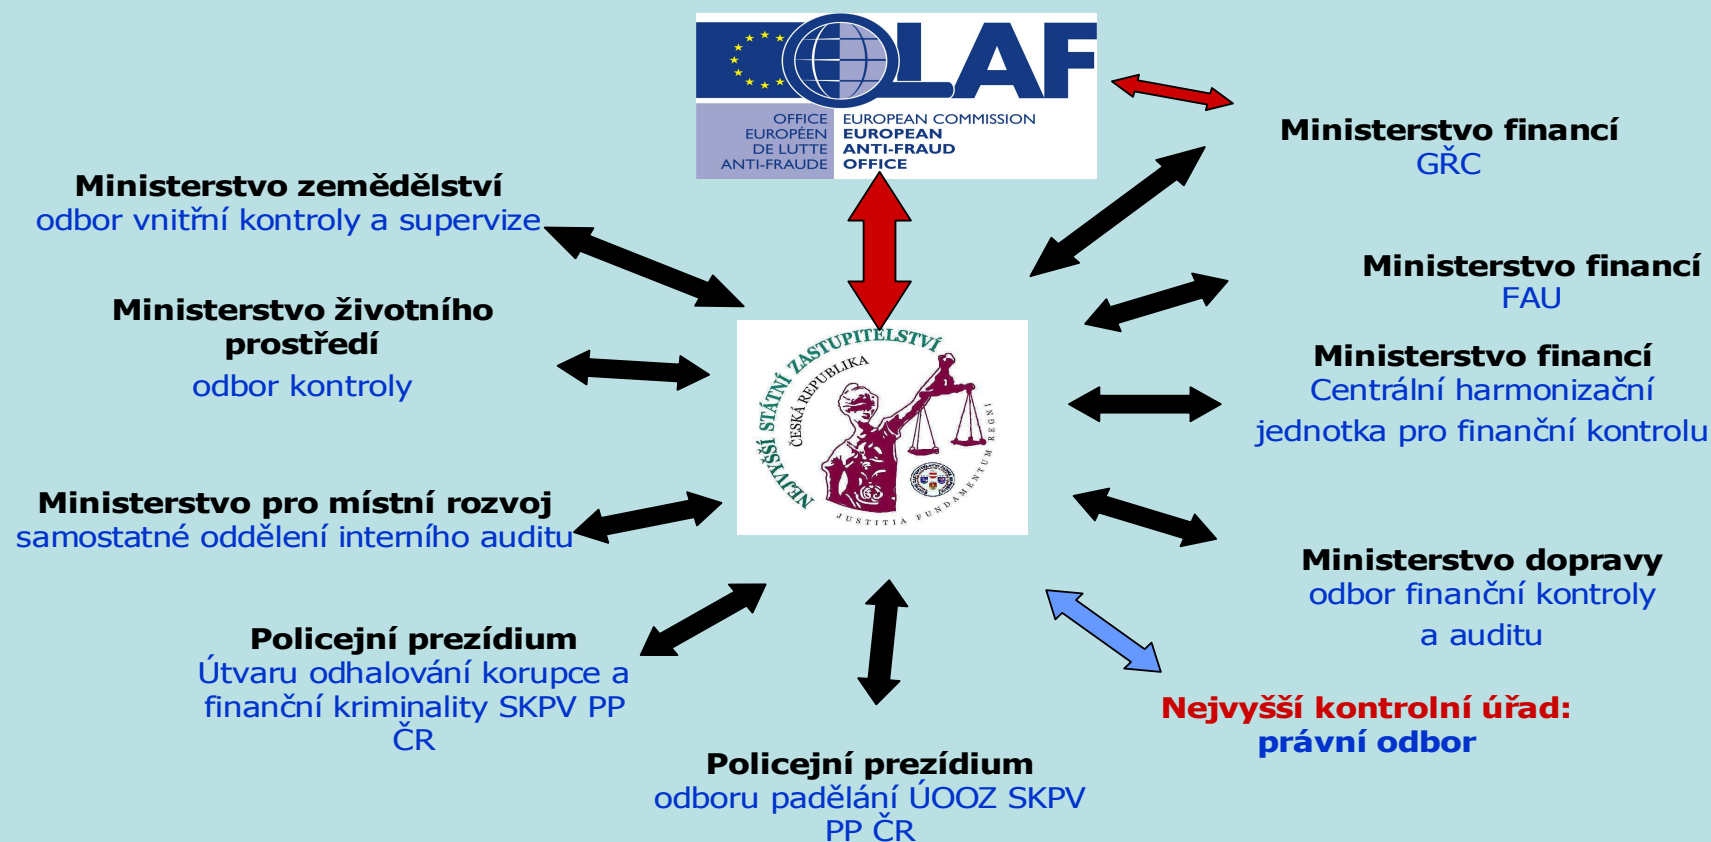 OLAF
OFFICE
EUROPÉEN
DE LUTTE
ANTI-FRAUDE
EUROPEAN COMMISSION
EUROPEAN
ANTI-FRAUD
OFFICE
Ministerstvo financí
GŘC
Ministerstvo zemědělství
odbor vnitřní kontroly a supervize
Ministerstvo financí
FAU
Ministerstvo životního
prostředí
odbor kontroly
Ministerstvo financí
Centrální harmonizační
jednotka pro finanční kontrolu
NEJVYŠŠÍ STÁTNÍ ZASTUPITELSTVÍ
ČESKÁ REPUBLIKA
JUSTITIA FUNDAMENTUM REGNI
Ministerstvo pro místní rozvoj
samostatné oddělení interního auditu
Ministerstvo dopravy
odbor finanční kontroly
a auditu
Policejní prezídium
Útvaru odhalování korupce a
finanční kriminality SKPV PP
ČR
Nejvyšší kontrolní úřad:
právní odbor
Policejní prezídium
odboru padělání ÚOOZ SKPV
PP ČR